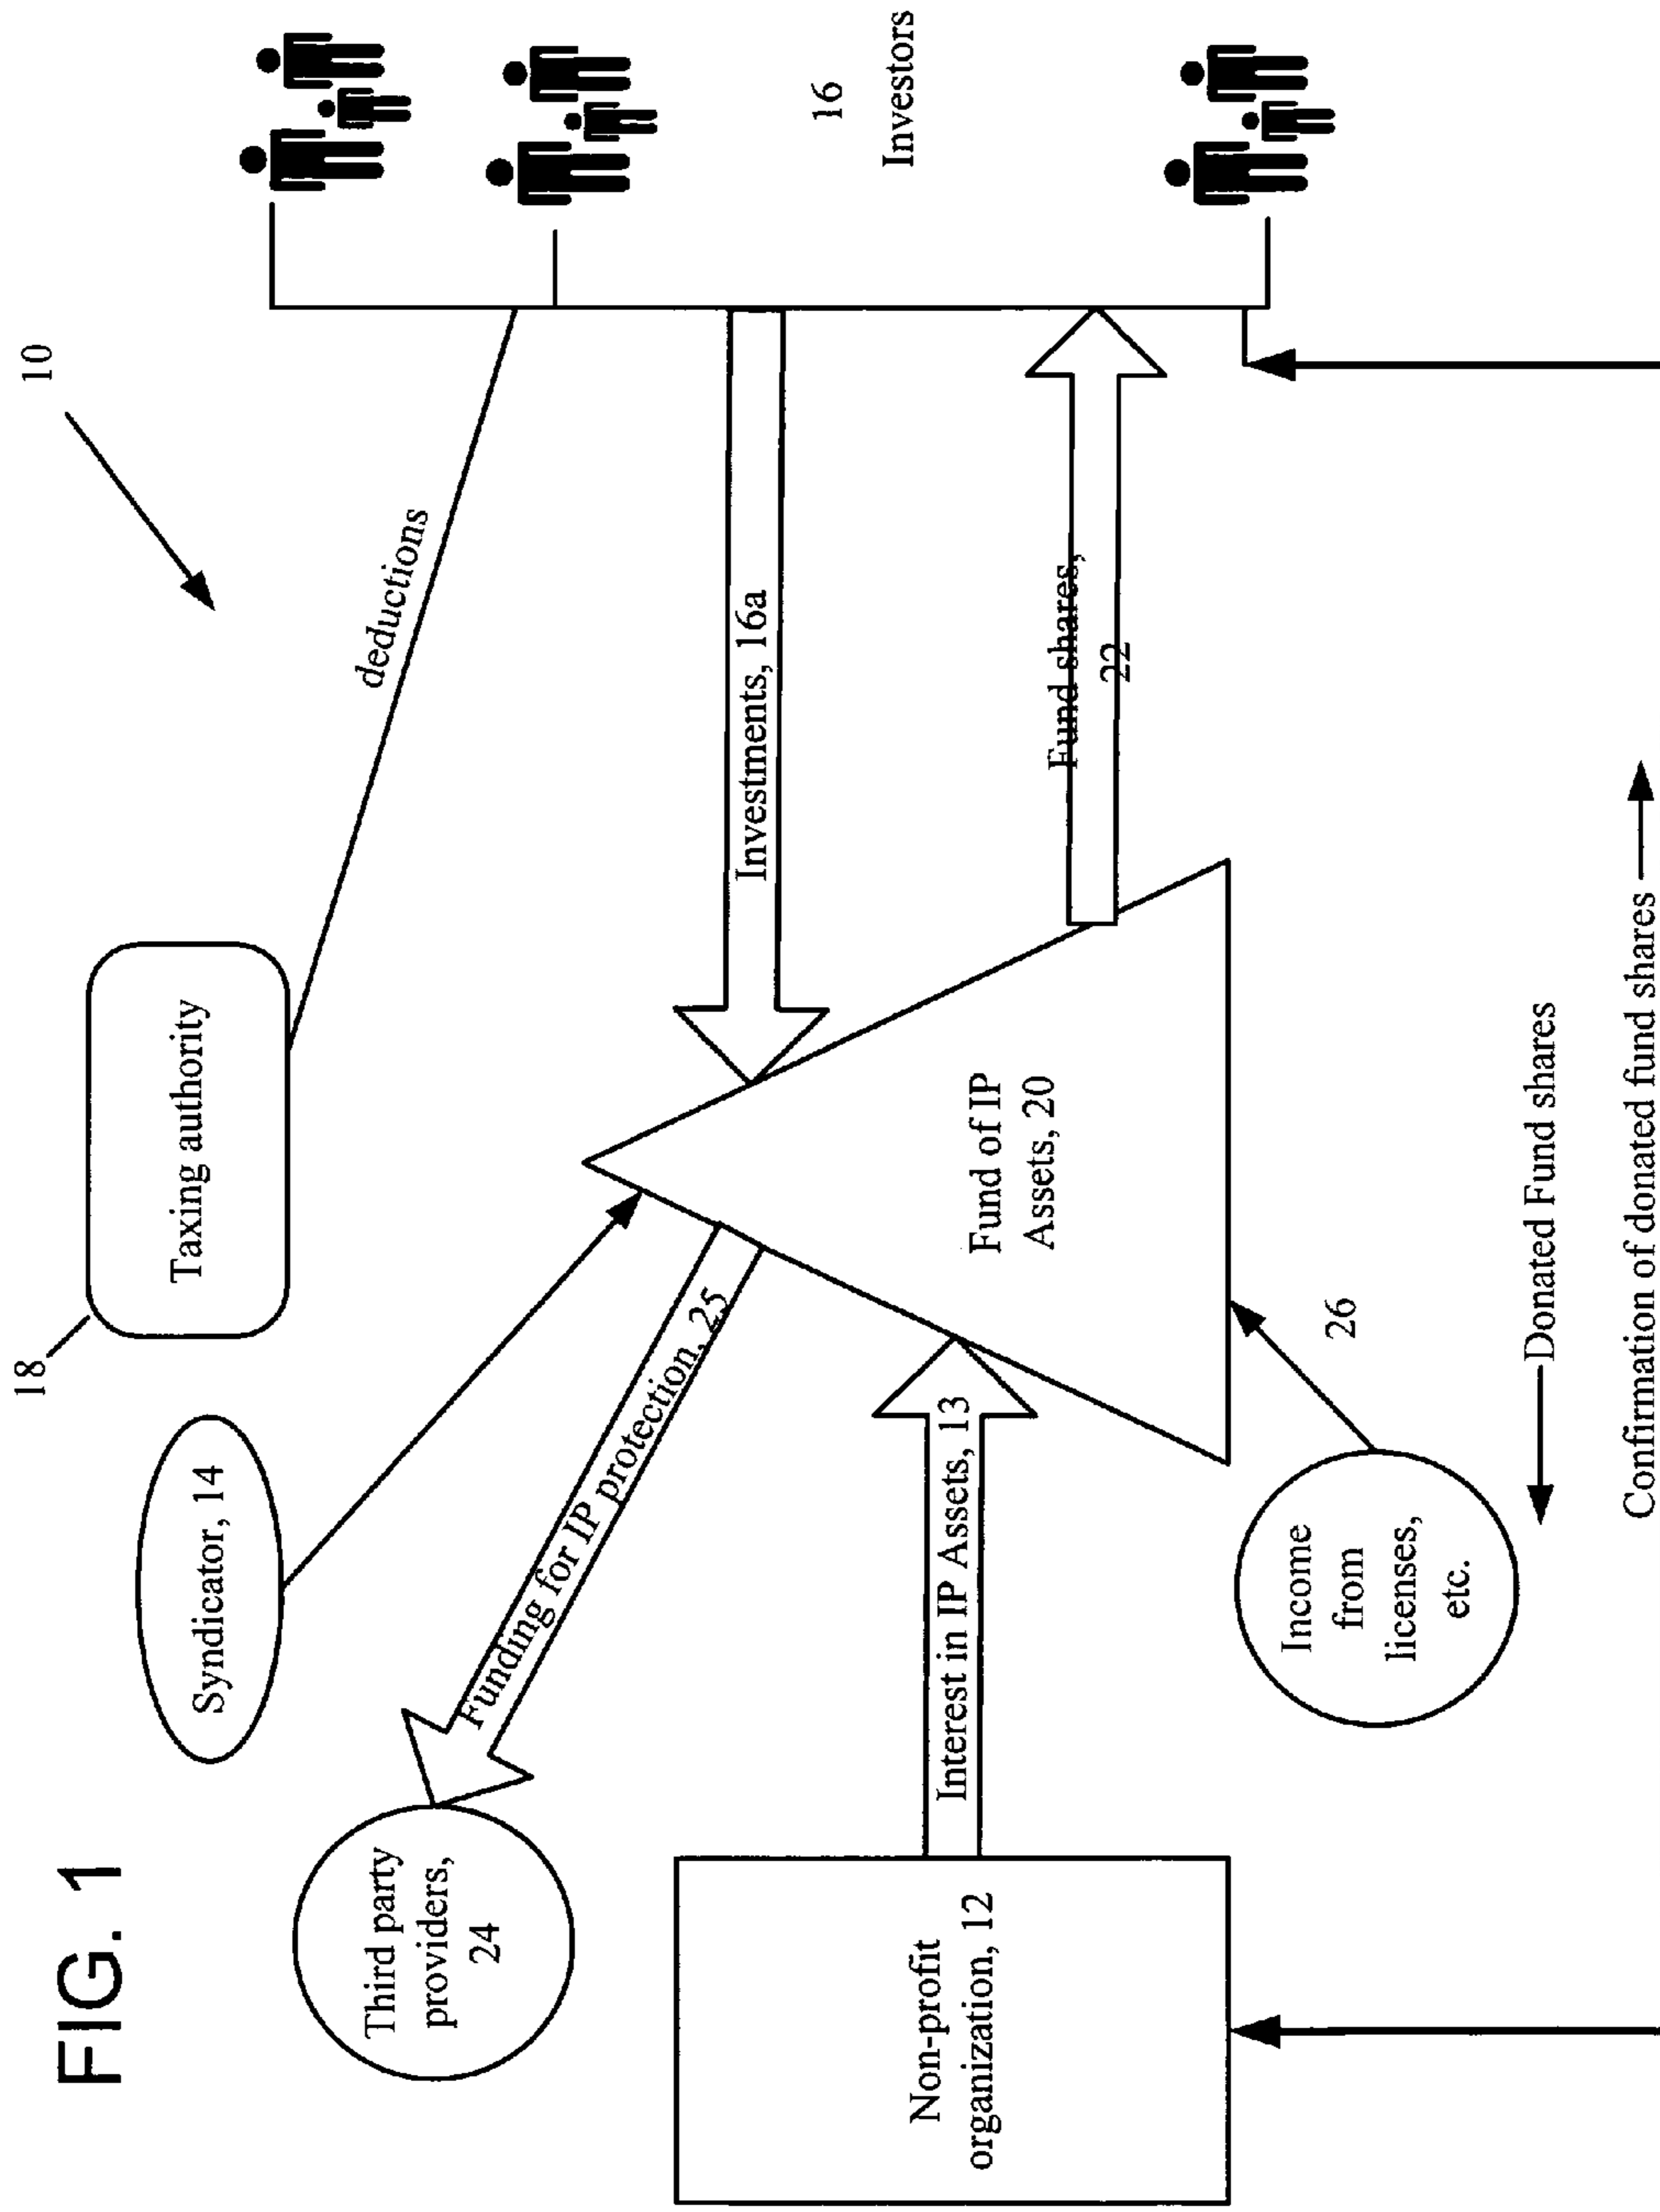 FIG. 1
10
18
Taxing authority
Syndicator, 14
deductions
Third party
providers,
24
Funding for IP protection, 25
Investments, 16a
16
Investors
Non-profit
organization, 12
Interest in IP Assets, 13
Fund of IP
Assets, 20
Fund shares,
22
Income
from
licenses,
etc.
26
Donated Fund shares
Confirmation of donated fund shares